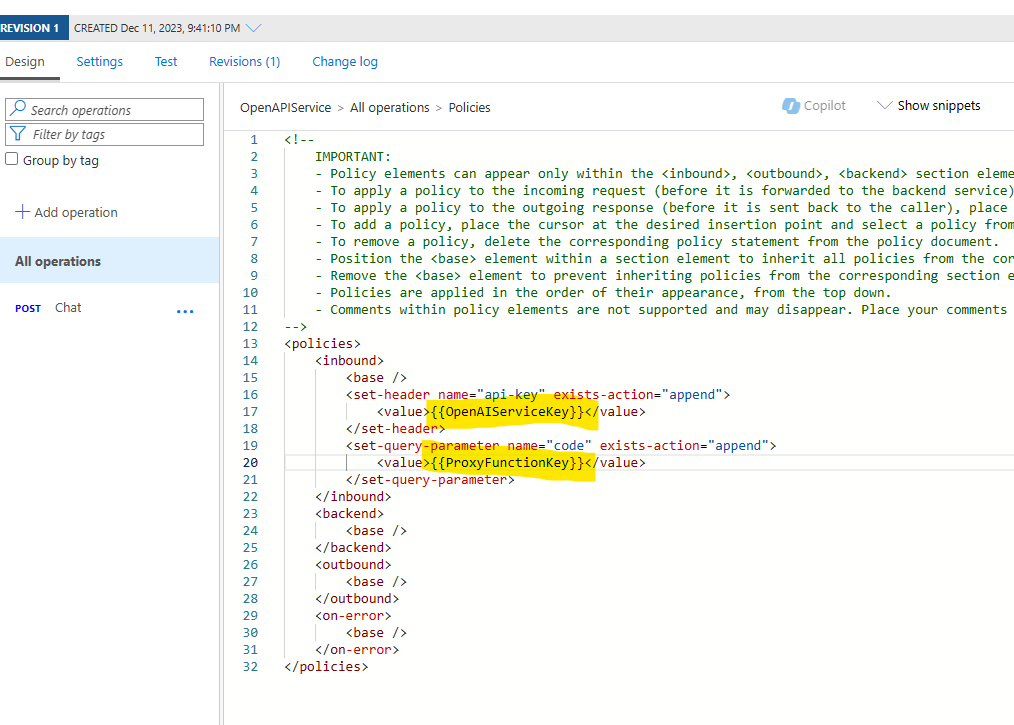 REVISION 1 CREATED Dec 11, 2023, 9:41:10 PM
Design Settings Test Revisions (1) Change log
Search operations
Filter by tags
Group by tag
Add operation
All operations
POST Chat ...
OpenAPIService > All operations > Policies Copilot Show snippets
1 <!--
2 IMPORTANT:
3 - Policy elements can appear only within the <inbound>, <outbound>, <backend> section eleme
4 - To apply a policy to the incoming request (before it is forwarded to the backend service)
5 - To apply a policy to the outgoing response (before it is sent back to the caller), place
6 - To add a policy, place the cursor at the desired insertion point and select a policy from
7 - To remove a policy, delete the corresponding policy statement from the policy document.
8 - Position the <base> element within a section element to inherit all policies from the cor
9 - Remove the <base> element to prevent inheriting policies from the corresponding section e
10 - Policies are applied in the order of their appearance, from the top down.
11 - Comments within policy elements are not supported and may disappear. Place your comments
12 -->
13 <policies>
14 <inbound>
15 <base />
16 <set-header name="api-key" exists-action="append">
17 <value>{{OpenAIServiceKey}}</value>
18 </set-header>
19 <set-query-parameter name="code" exists-action="append">
20 <value>{{ProxyFunctionKey}}</value>
21 </set-query-parameter>
22 </inbound>
23 <backend>
24 <base />
25 </backend>
26 <outbound>
27 <base />
28 </outbound>
29 <on-error>
30 <base />
31 </on-error>
32 </policies>